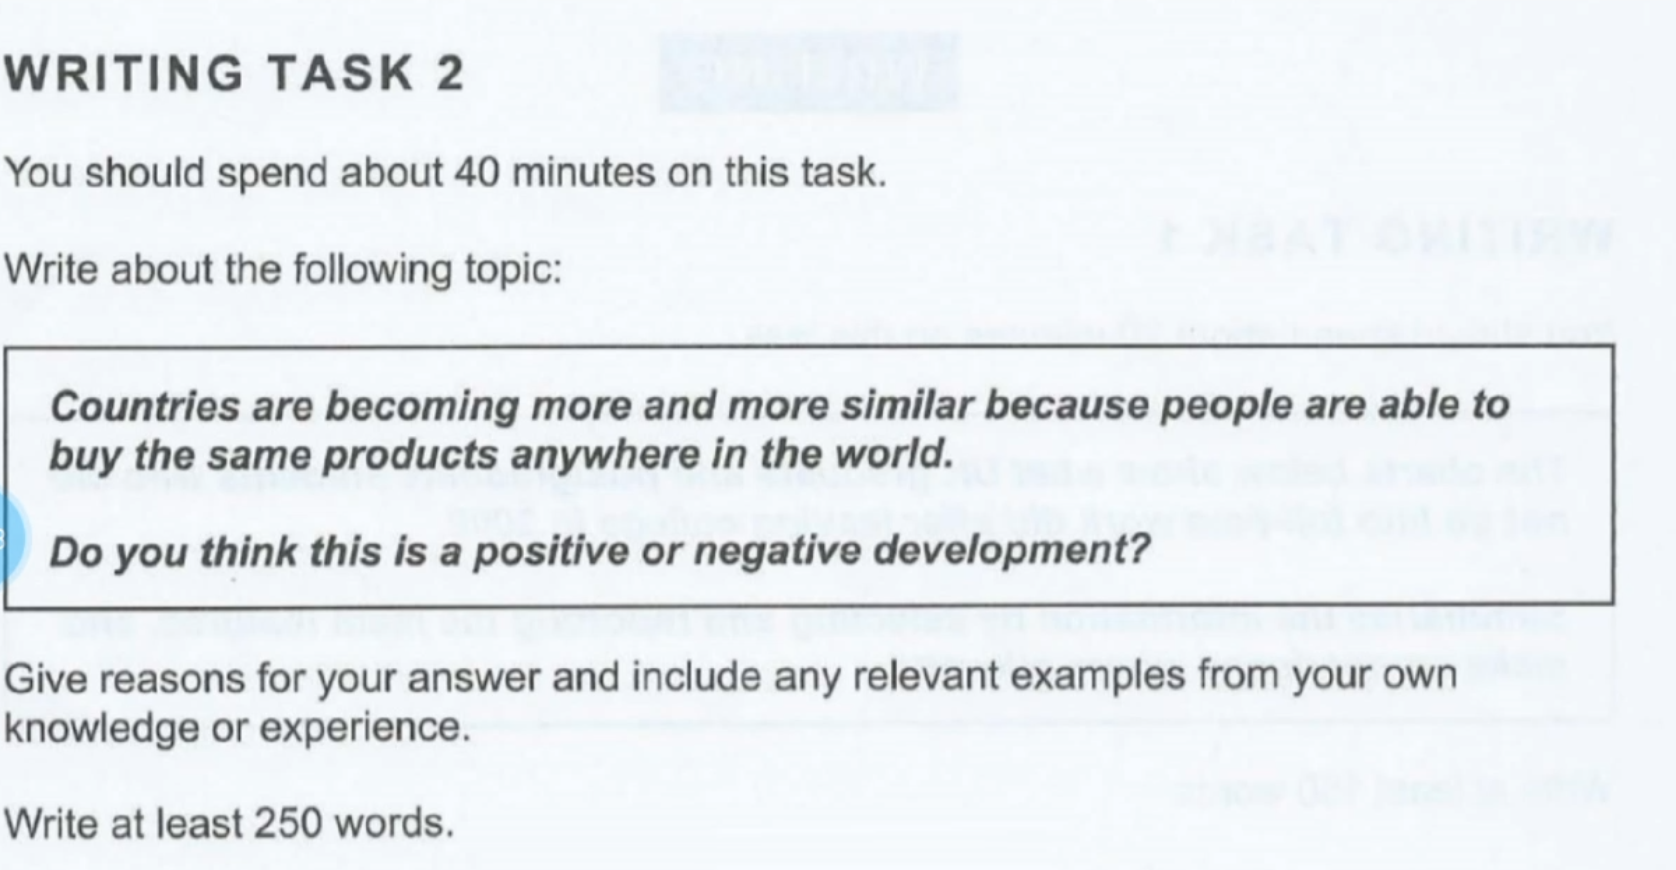 WRITING TASK 2
You should spend about 40 minutes on this task.
Write about the following topic:
Countries are becoming more and more similar because people are able to
buy the same products anywhere in the world.
Do you think this is a positive or negative development?
Give reasons for your answer and include any relevant examples from your own
knowledge or experience.
Write at least 250 words.